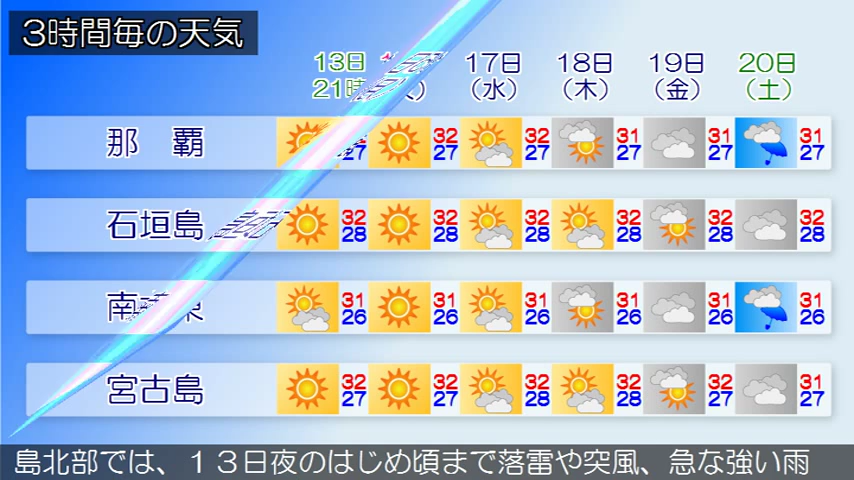 3時間毎の天気
13日 17日 18日 19日 20日
21時 (水) (木) (金) (土)
那 覇 27 32 27 32 27 31 27 31 27 31 27
石垣島 32 28 32 28 32 28 32 28 32 28 32 28
南 31 26 31 26 31 26 31 26 31 26 31 26
宮古島 32 27 32 27 32 28 32 28 32 27 31 27
島北部では、１３日夜のはじめ頃まで落雷や突風、急な強い雨